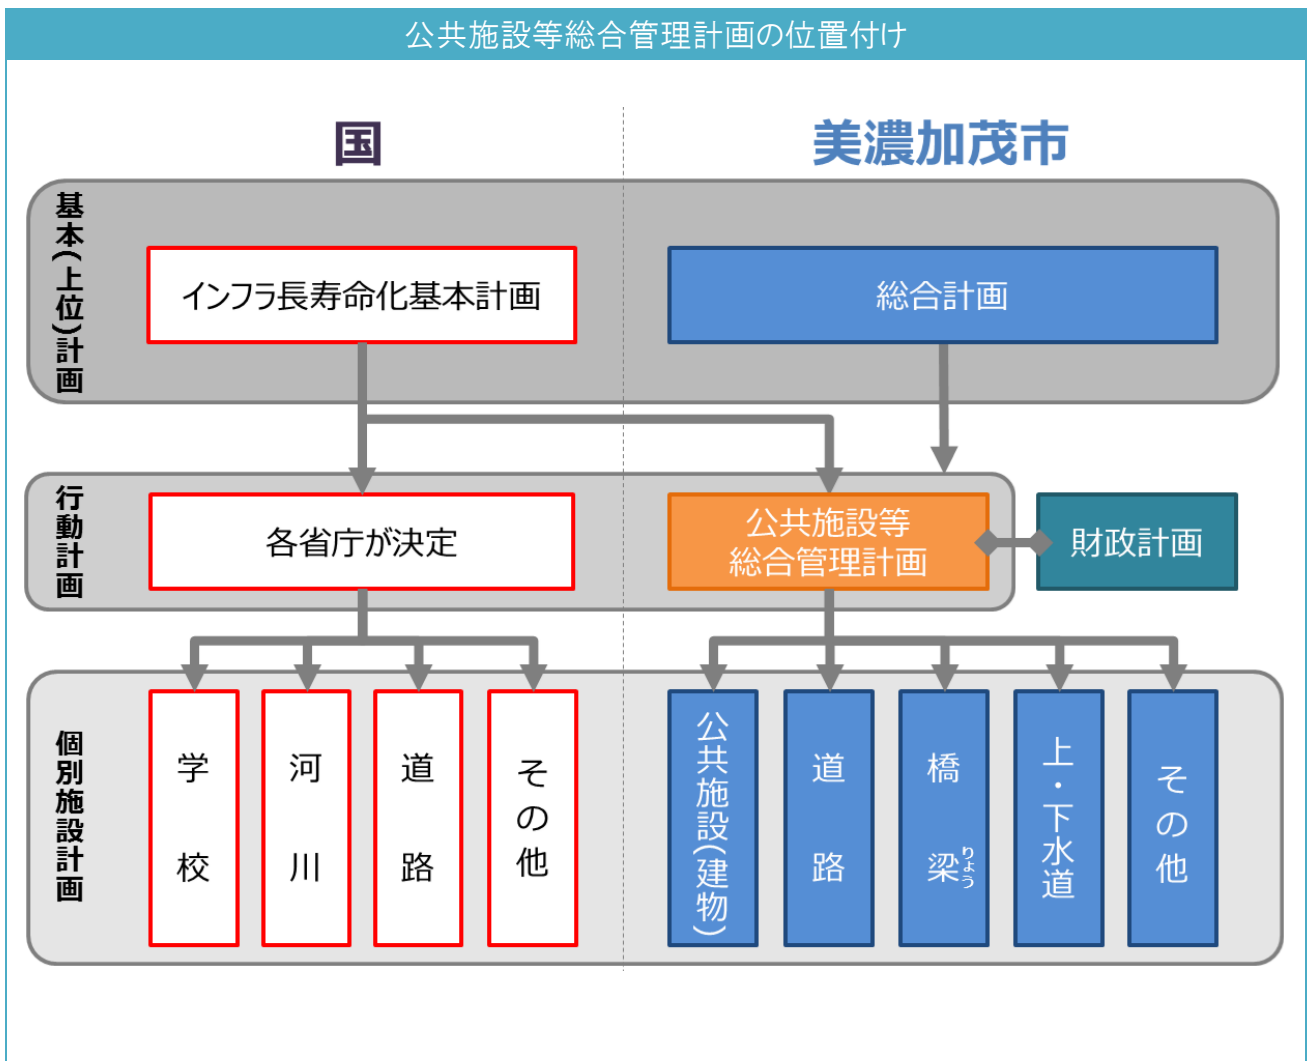 公共施設等総合管理計画の位置付け
国
美濃加茂市
基本(上位)計画
インフラ長寿命化基本計画
総合計画
行動計画
各省庁が決定
公共施設等
総合管理計画
財政計画
個別施設計画
学校
河川
道路
その他
公共施設(建物)
道路
橋梁
りょう
上・下水道
その他